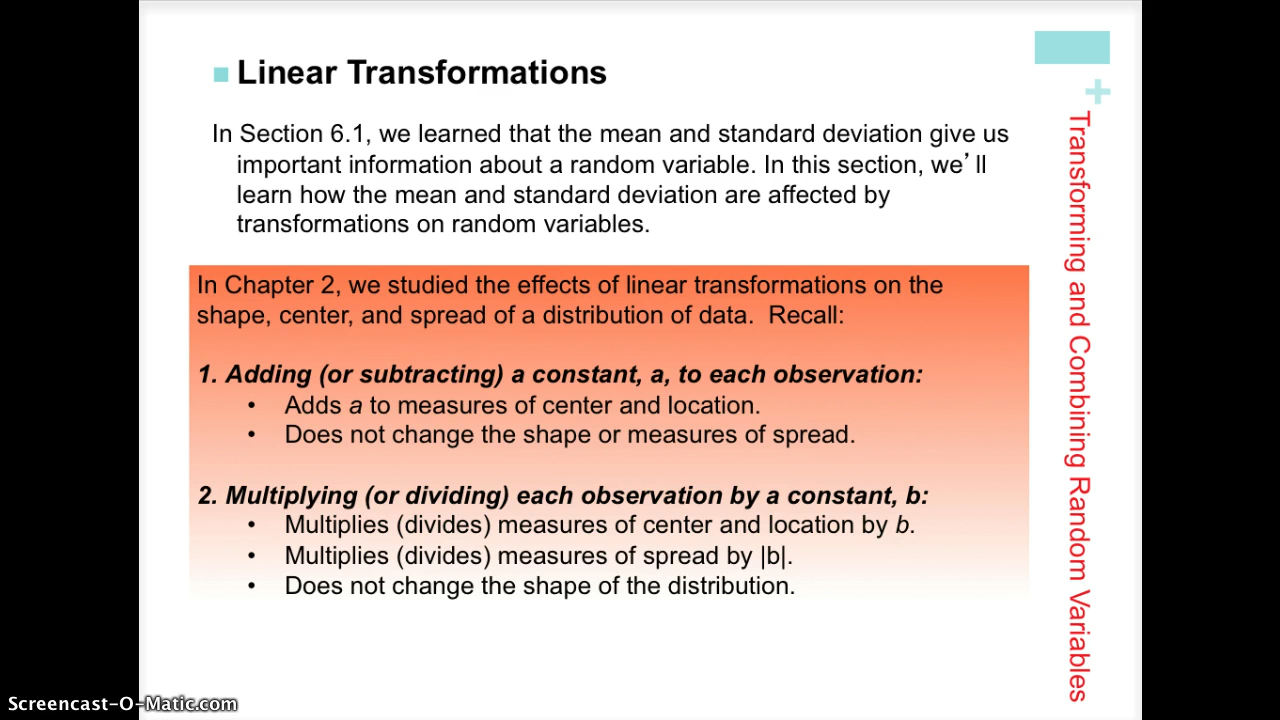 Linear Transformations
In Section 6.1, we learned that the mean and standard deviation give us
important information about a random variable. In this section, we’ ll
learn how the mean and standard deviation are affected by
transformations on random variables.
In Chapter 2, we studied the effects of linear transformations on the
shape, center, and spread of a distribution of data.  Recall:
1. Adding (or subtracting) a constant, a, to each observation:
• Adds a to measures of center and location.
• Does not change the shape or measures of spread.
2. Multiplying (or dividing) each observation by a constant, b:
• Multiplies (divides) measures of center and location by b.
• Multiplies (divides) measures of spread by |b|.
• Does not change the shape of the distribution.
+
Transforming and Combining Random Variables
Screencast-O-Matic.com